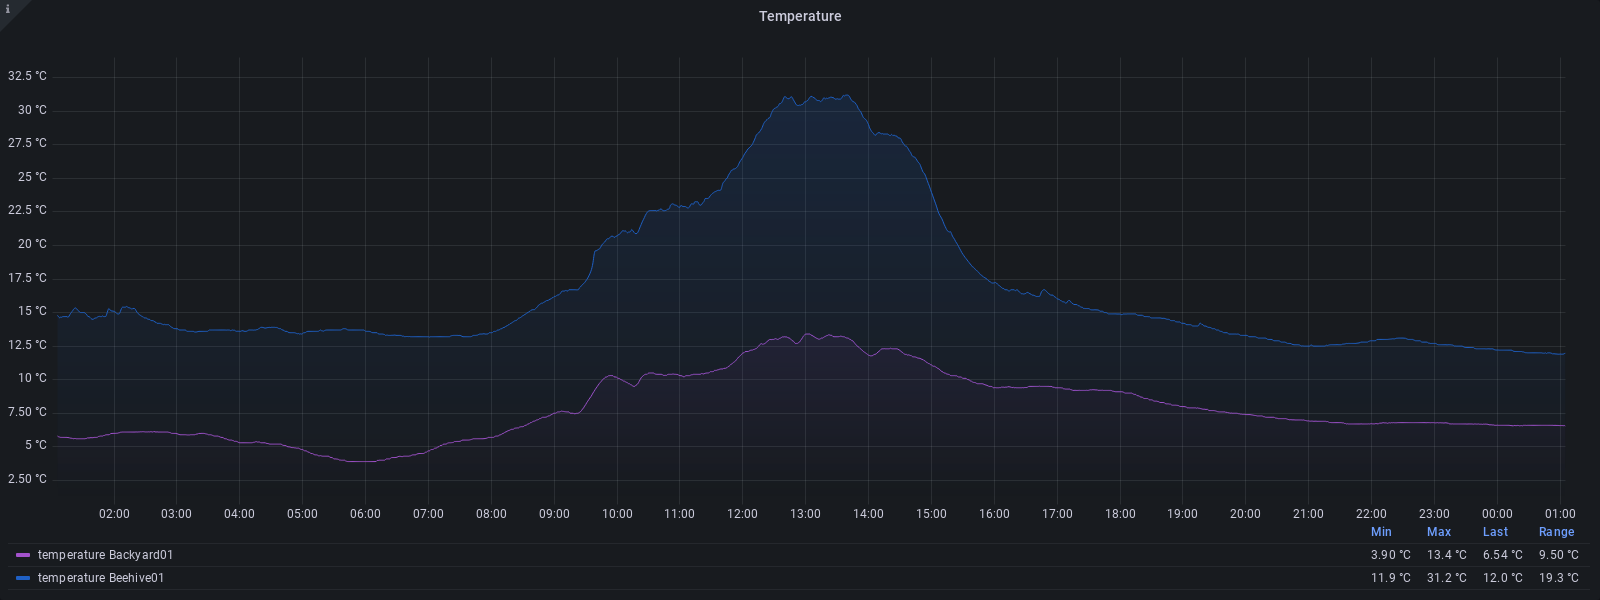 i
Temperature
32.5 °C
30 °C
27.5 °C
25 °C
22.5 °C
20 °C
17.5 °C
15 °C
12.5 °C
10 °C
7.50 °C
5 °C
2.50 °C
02:00 03:00 04:00 05:00 06:00 07:00 08:00 09:00 10:00 11:00 12:00 13:00 14:00 15:00 16:00 17:00 18:00 19:00 20:00 21:00 22:00 23:00 00:00 01:00
Min Max Last Range
temperature Backyard01 3.90 °C 13.4 °C 6.54 °C 9.50 °C
temperature Beehive01 11.9 °C 31.2 °C 12.0 °C 19.3 °C